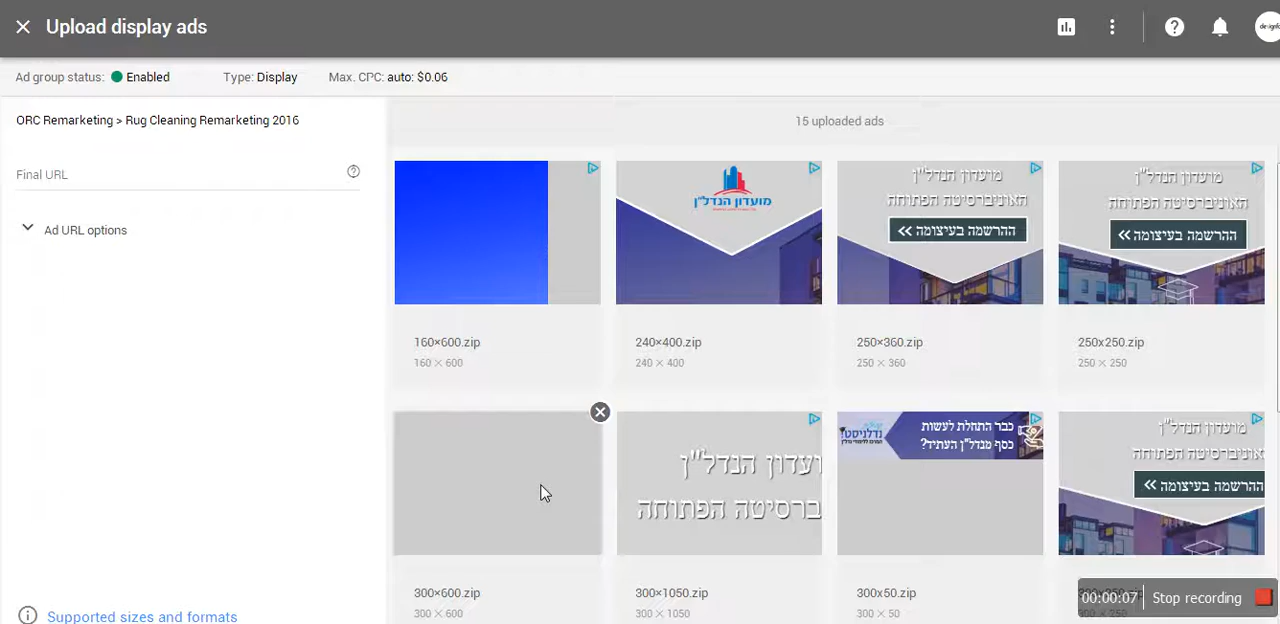 Upload display ads
Ad group status: Enabled Type: Display Max. CPC: auto: $0.06
ORC Remarketing > Rug Cleaning Remarketing 2016
Final URL
Ad URL options
Supported sizes and formats
15 uploaded ads
מועדון הנדל"ן
מועדון הנדל"ן
האוניברסיטה הפתוחה
ההרשמה בעיצומה >>
מועדון הנדל"ן
האוניברסיטה הפתוחה
ההרשמה בעיצומה >>
160×600.zip
160 × 600
240×400.zip
240 × 400
250×360.zip
250 × 360
250x250.zip
250 × 250
ועדון הנדל"ן
ברסיטה הפתוחה
נדלניסטי
כבר התחלת לעשות
כסף מנדל"ן העתיד?
מועדון הנדל"ן
האוניברסיטה הפתוחה
ההרשמה בעיצומה >>
300×600.zip
300 × 600
300×1050.zip
300 × 1050
300x50.zip
300 × 50
00:00:07 Stop recording